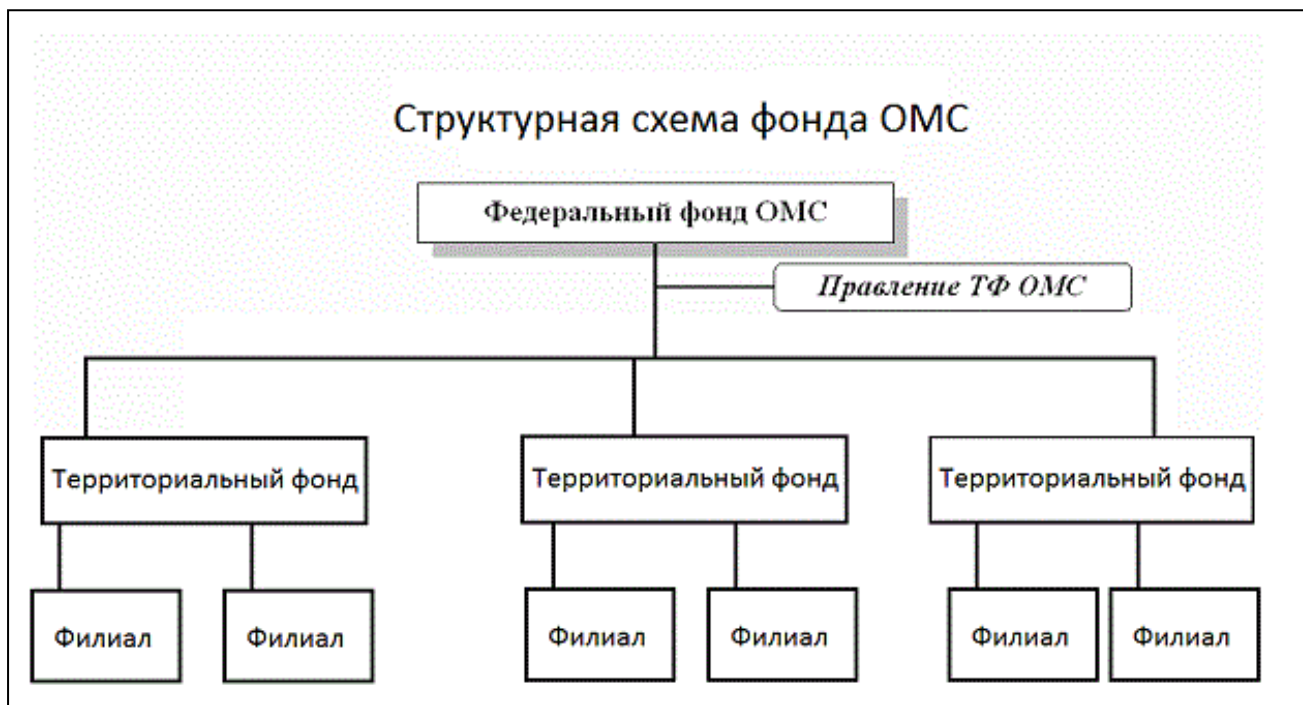 Структурная схема фонда ОМС
Федеральный фонд ОМС
Правление ТФ ОМС
Территориальный фонд
Территориальный фонд
Территориальный фонд
Филиал
Филиал
Филиал
Филиал
Филиал
Филиал